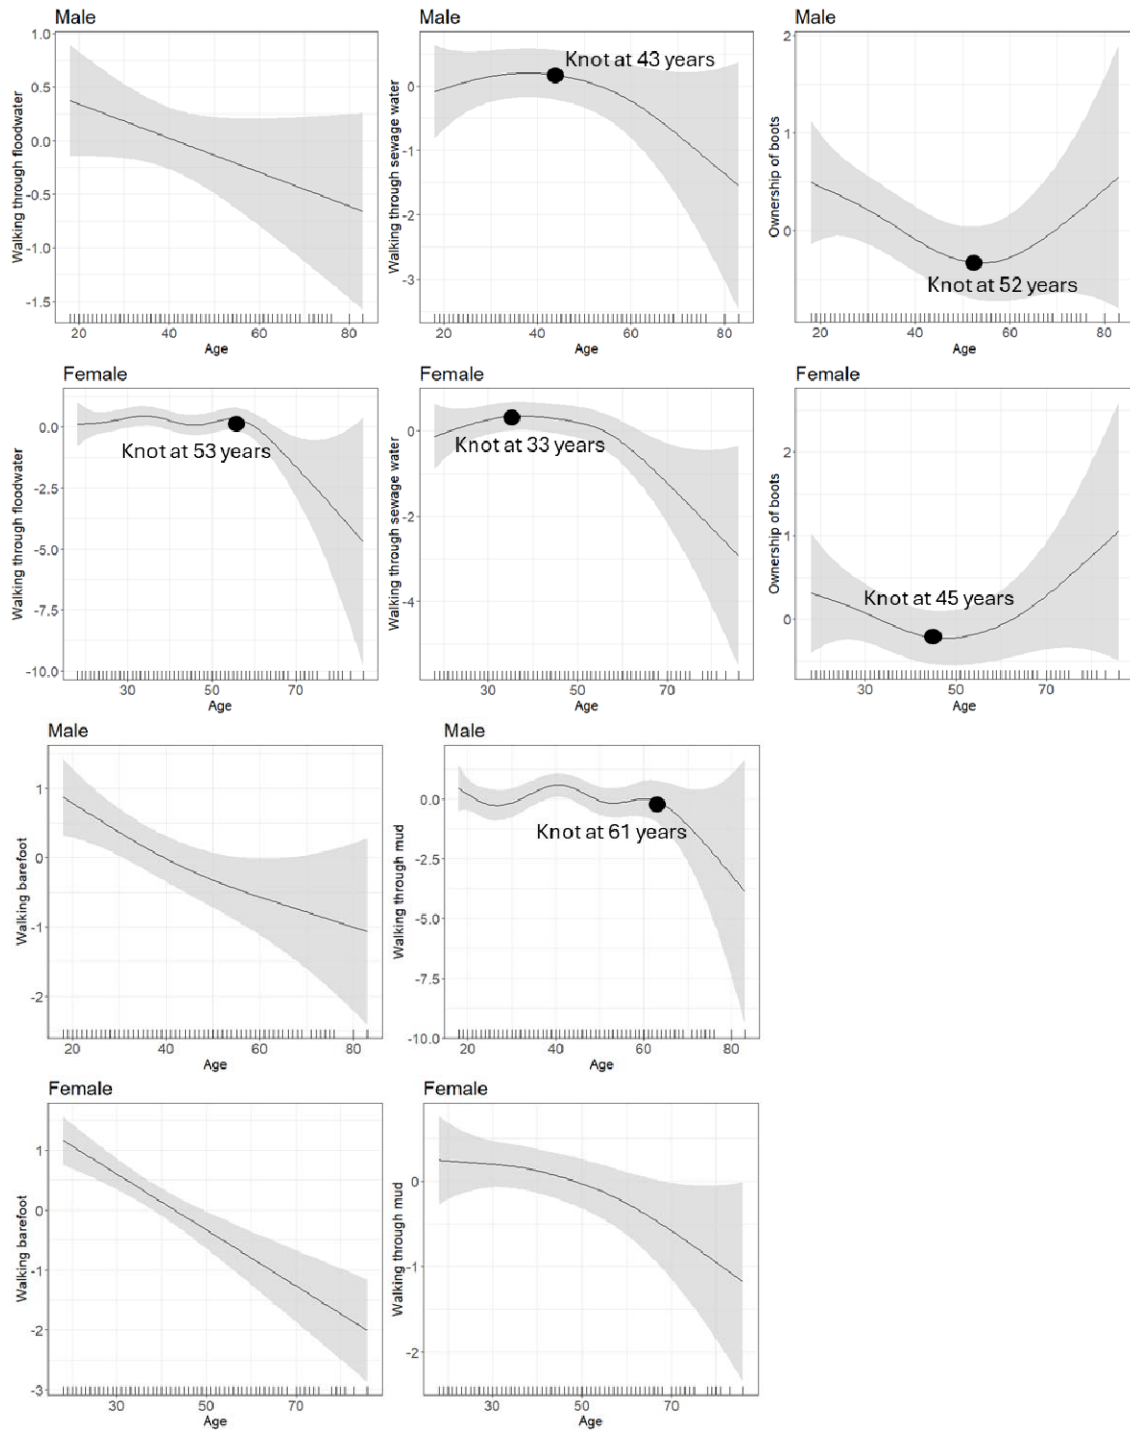 Male
Male
Male
1.0
0.5
0.0
-0.5
-1.0
-1.5
Walking through floodwater
20 40 60 80
Age
Knot at 43 years
0
-1
-2
-3
Walking through sewage water
20 40 60 80
Age
2
1
0
Ownership of boots
Knot at 52 years
20 40 60 80
Age
Female
Female
Female
0.0
-2.5
-5.0
-7.5
-10.0
Walking through floodwater
Knot at 53 years
30 50 70
Age
0
-2
-4
Walking through sewage water
Knot at 33 years
30 50 70
Age
2
1
0
Ownership of boots
Knot at 45 years
30 50 70
Age
Male
Male
1
0
-1
-2
Walking barefoot
20 40 60 80
Age
0.0
-2.5
-5.0
-7.5
-10.0
Walking through mud
Knot at 61 years
20 40 60 80
Age
Female
Female
1
0
-1
-2
-3
Walking barefoot
30 50 70
Age
0
-1
-2
Walking through mud
30 50 70
Age